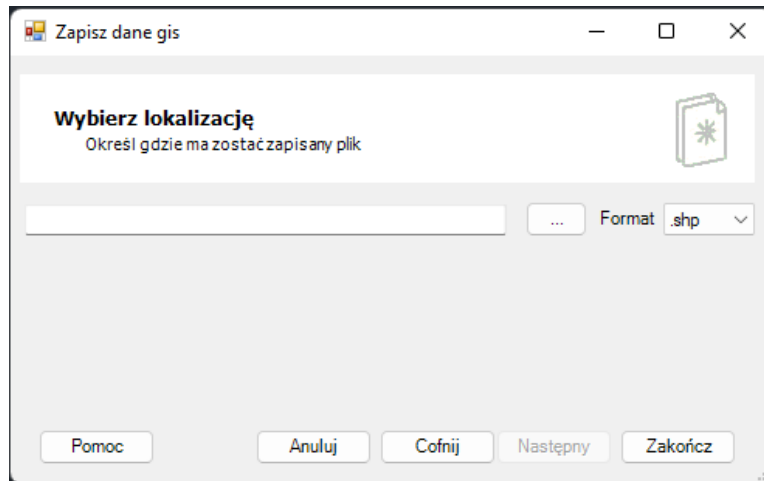 Zapisz dane gis
Wybierz lokalizację
Określ gdzie ma zostać zapisany plik
... Format .shp
Pomoc Anuluj Cofnij Następny Zakończ